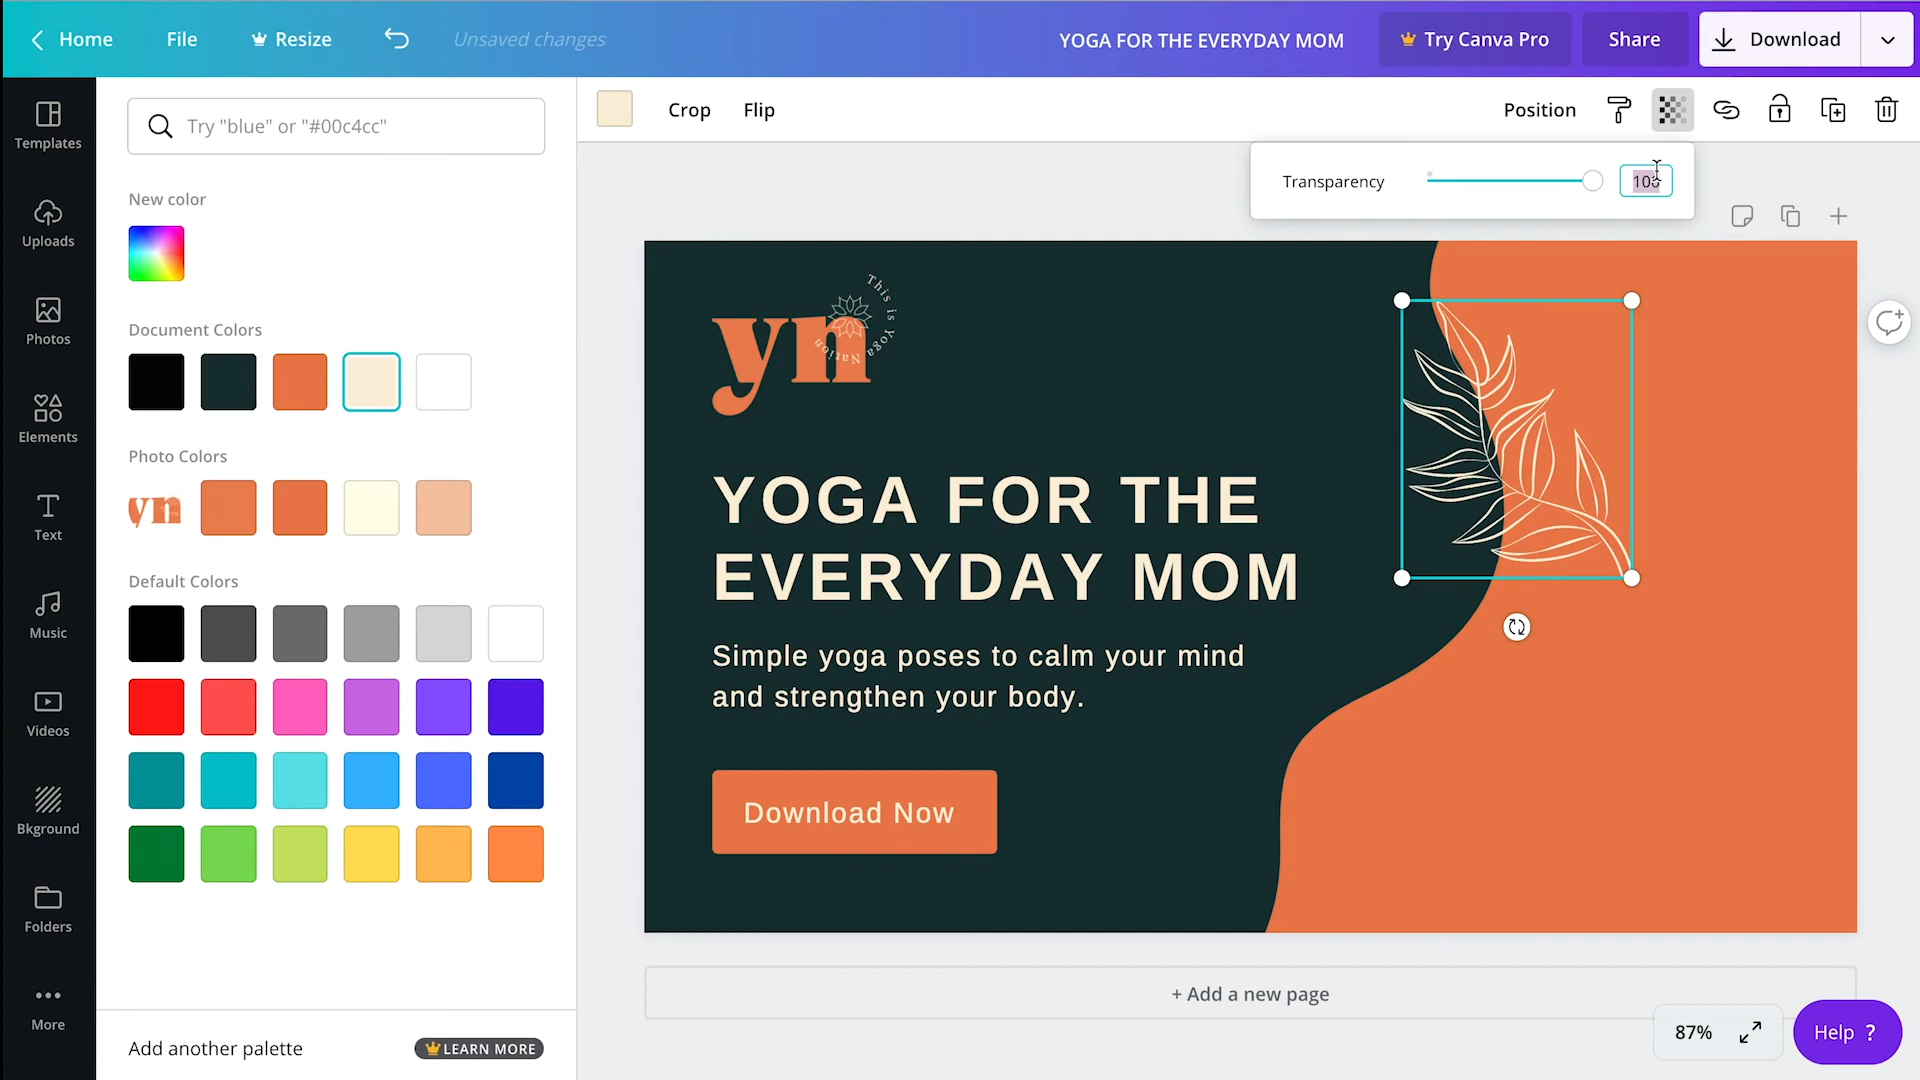 Home
File
Resize
Unsaved changes
YOGA FOR THE EVERYDAY MOM
Try Canva Pro
Share
Download
Templates
Uploads
Photos
Elements
Text
Music
Videos
Bkground
Folders
More
Try "blue" or "#00c4cc"
New color
Document Colors
Photo Colors
yn
Default Colors
Add another palette
LEARN MORE
Crop
Flip
Position
Transparency
100
yn
This is Yoga Nation
YOGA FOR THE
EVERYDAY MOM
Simple yoga poses to calm your mind
and strengthen your body.
Download Now
+ Add a new page
87%
Help ?